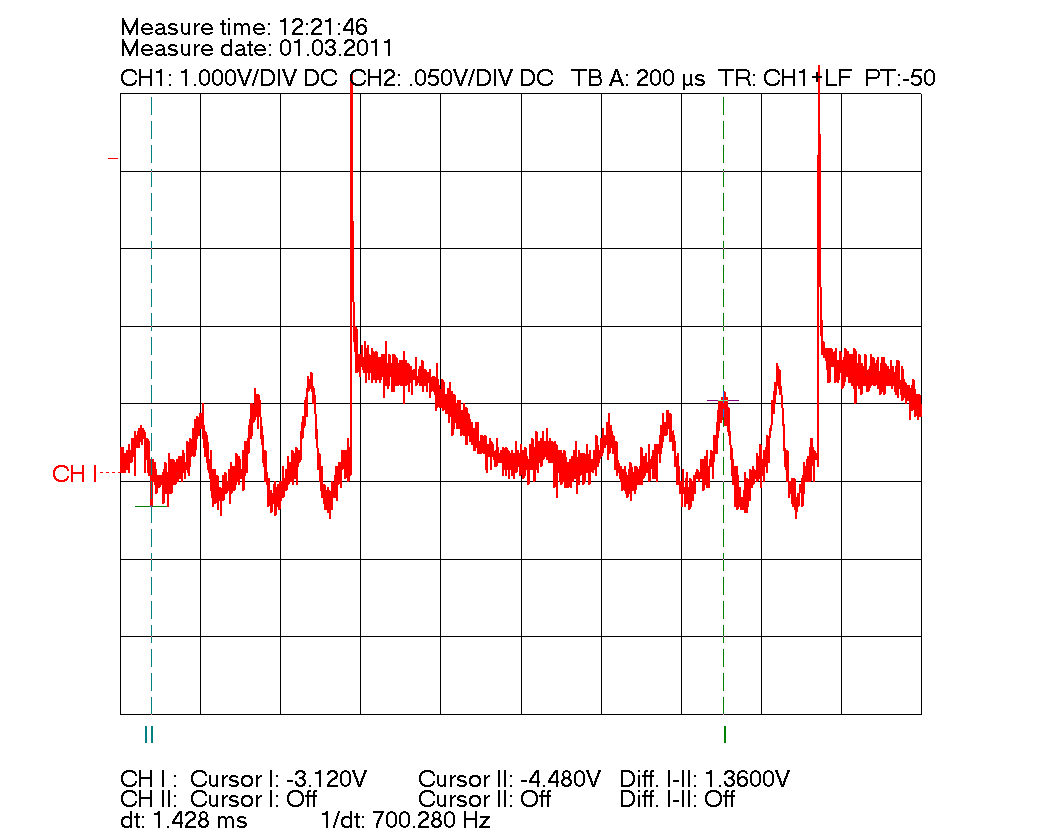 Measure time: 12:21:46
Measure date: 01.03.2011
CH1: 1.000V/DIV DC CH2: .050V/DIV DC TB A: 200 µs TR: CH1+LF PT:-50
CH I
II I
CH I : Cursor I: -3.120V Cursor II: -4.480V Diff. I-II: 1.3600V
CH II: Cursor I: Off Cursor II: Off Diff. I-II: Off
dt: 1.428 ms 1/dt: 700.280 Hz